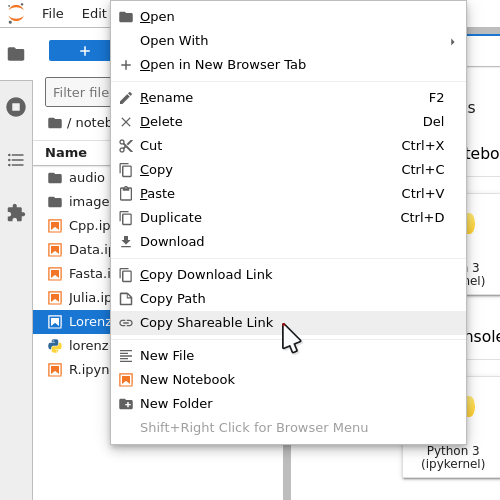 File
Edit
Open
Open With
Open in New Browser Tab
Rename F2
Delete Del
Cut Ctrl+X
Copy Ctrl+C
Paste Ctrl+V
Duplicate Ctrl+D
Download
Copy Download Link
Copy Path
Copy Shareable Link
New File
New Notebook
New Folder
Shift+Right Click for Browser Menu
Filter file
/ noteb
Name
audio
image
Cpp.ip
Data.ip
Fasta.i
Julia.ip
Lorenz
lorenz
R.ipyn
s
tebo
3
nel)
nsole
Python 3
(ipykernel)